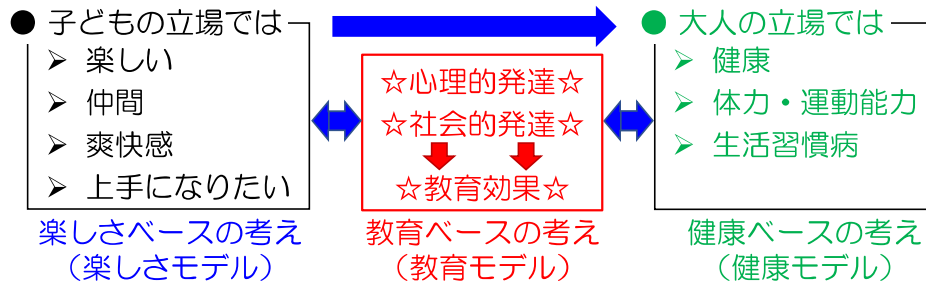 ● 子どもの立場では
➢ 楽しい
➢ 仲間
➢ 爽快感
➢ 上手になりたい
楽しさベースの考え
（楽しさモデル）
☆心理的発達☆
☆社会的発達☆
☆教育効果☆
教育ベースの考え
（教育モデル）
● 大人の立場では
➢ 健康
➢ 体力・運動能力
➢ 生活習慣病
健康ベースの考え
（健康モデル）